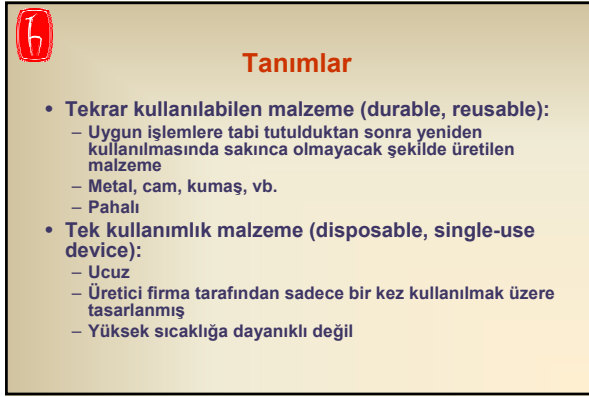 Tanımlar
• Tekrar kullanılabilen malzeme (durable, reusable):
– Uygun işlemlere tabi tutulduktan sonra yeniden
kullanılmasında sakınca olmayacak şekilde üretilen
malzeme
– Metal, cam, kumaş, vb.
– Pahalı
• Tek kullanımlık malzeme (disposable, single-use
device):
– Ucuz
– Üretici firma tarafından sadece bir kez kullanılmak üzere
tasarlanmış
– Yüksek sıcaklığa dayanıklı değil